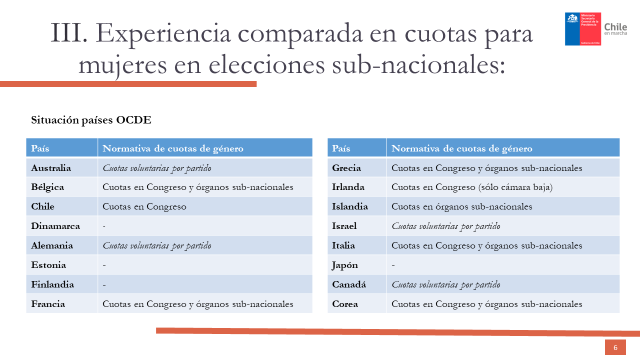 III. Experiencia comparada en cuotas para
mujeres en elecciones sub-nacionales:
Chile
en marcha
Situación países OCDE
País Normativa de cuotas de género
Australia Cuotas voluntarias por partido
Bélgica Cuotas en Congreso y órganos sub-nacionales
Chile Cuotas en Congreso
Dinamarca -
Alemania Cuotas voluntarias por partido
Estonia -
Finlandia -
Francia Cuotas en Congreso y órganos sub-nacionales
País Normativa de cuotas de género
Grecia Cuotas en Congreso y órganos sub-nacionales
Irlanda Cuotas en Congreso (sólo cámara baja)
Islandia Cuotas en órganos sub-nacionales
Israel Cuotas voluntarias por partido
Italia Cuotas en Congreso y órganos sub-nacionales
Japón -
Canadá Cuotas voluntarias por partido
Corea Cuotas en Congreso y órganos sub-nacionales
6